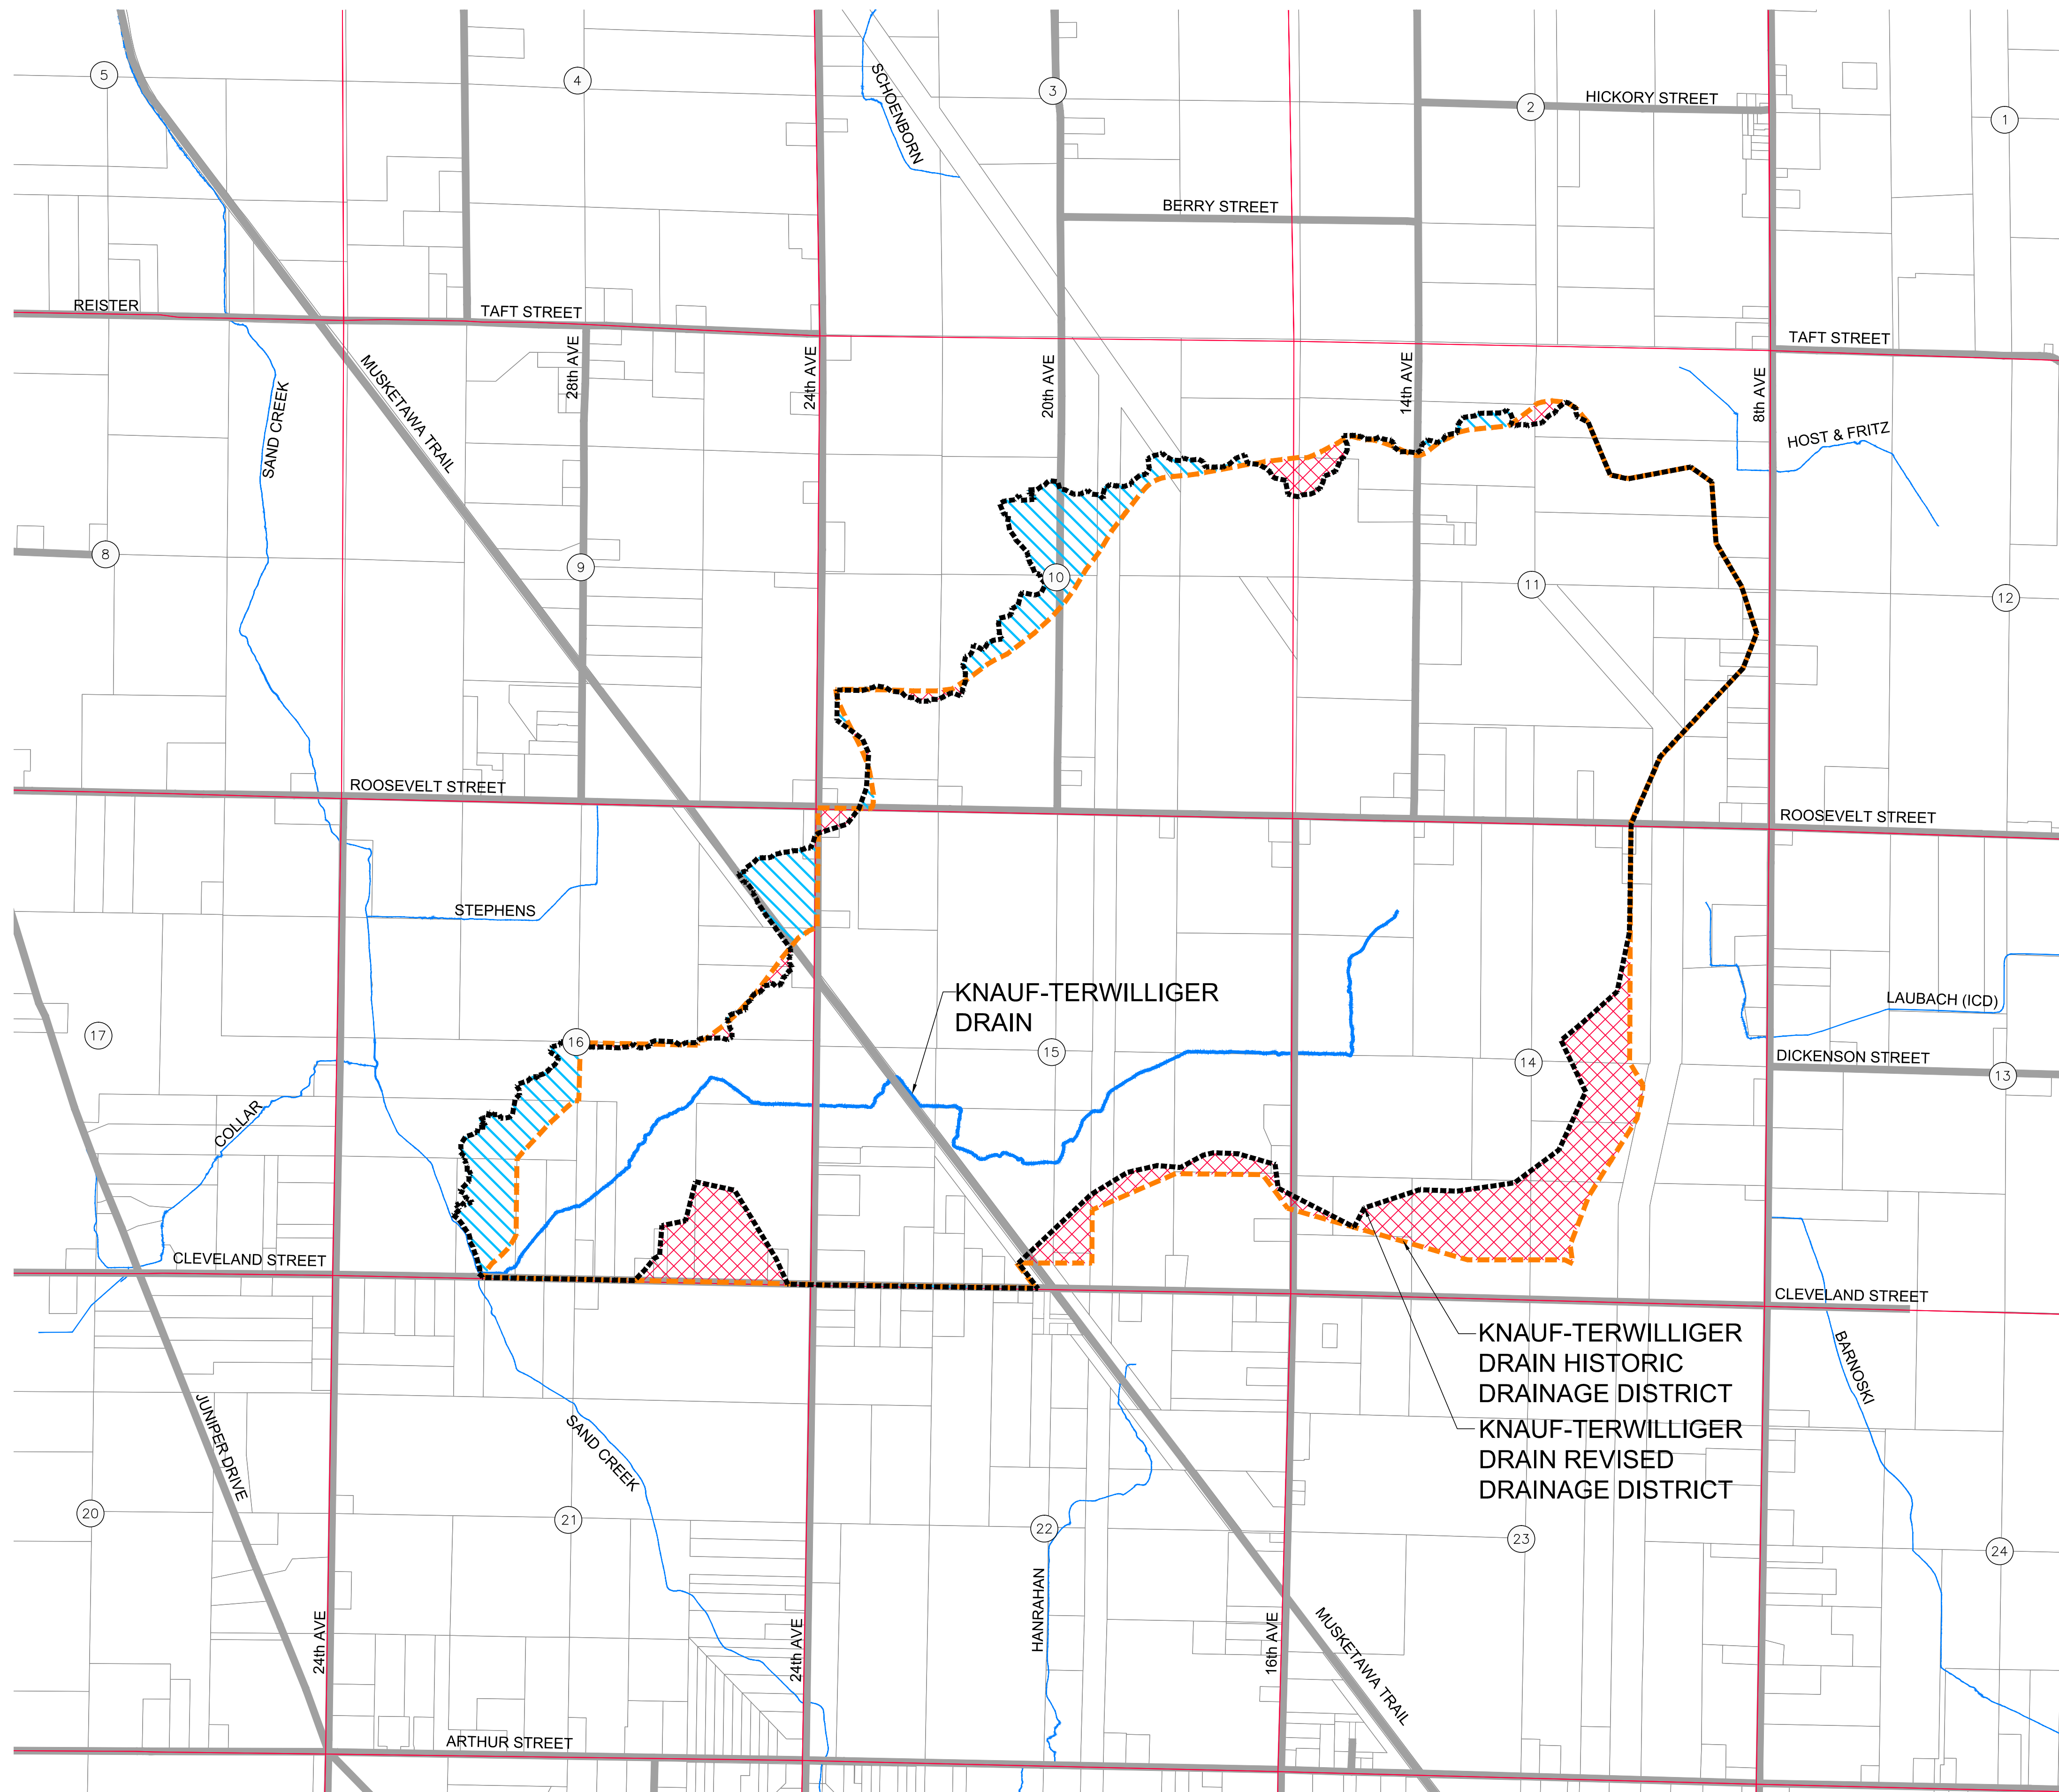 5
4
3
2
1
SCHOENBORN
HICKORY STREET
BERRY STREET
REISTER
TAFT STREET
TAFT STREET
28th AVE
24th AVE
20th AVE
14th AVE
8th AVE
MUSKETAWA TRAIL
SAND CREEK
HOST & FRITZ
8
9
10
11
12
ROOSEVELT STREET
ROOSEVELT STREET
STEPHENS
KNAUF-TERWILLIGER
DRAIN
LAUBACH (ICD)
17
16
15
14
13
DICKENSON STREET
COLLAR
CLEVELAND STREET
CLEVELAND STREET
KNAUF-TERWILLIGER
DRAIN HISTORIC
DRAINAGE DISTRICT
KNAUF-TERWILLIGER
DRAIN REVISED
DRAINAGE DISTRICT
BARNOSKI
JUNIPER DRIVE
SAND CREEK
20
21
22
23
24
HANRAHAN
24th AVE
24th AVE
16th AVE
MUSKETAWA TRAIL
ARTHUR STREET